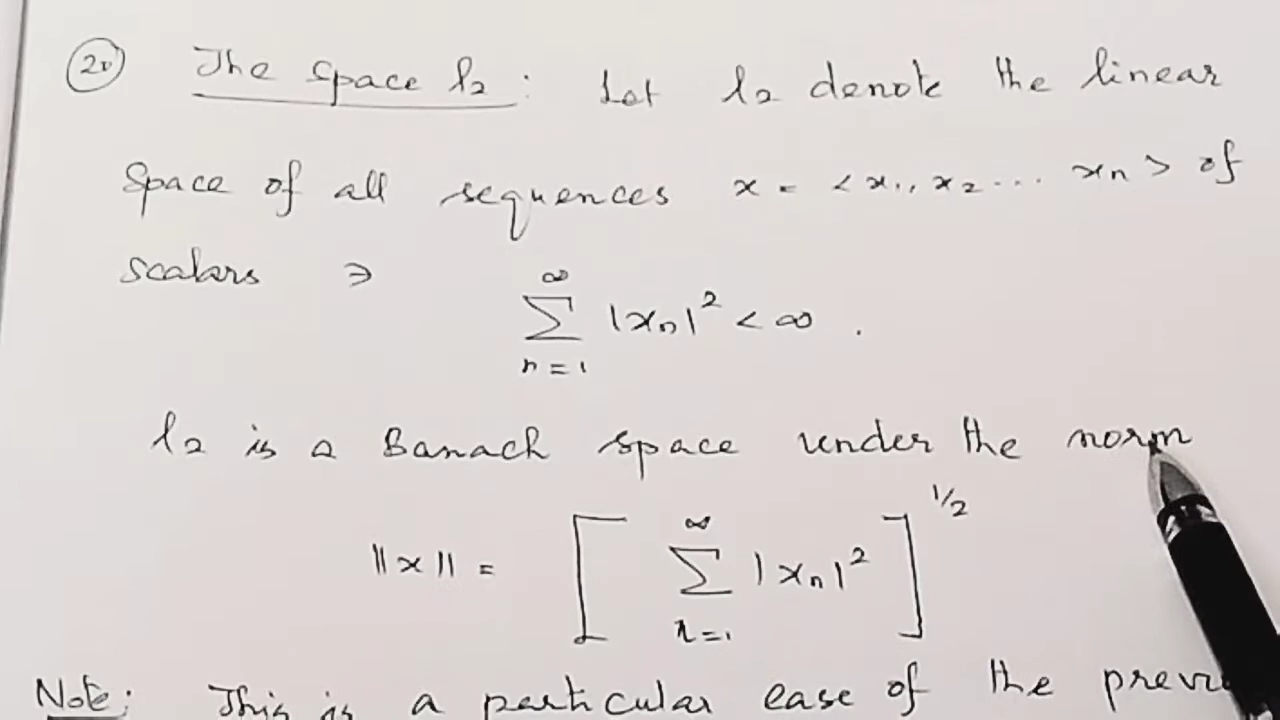 2v The space l2 : Let l2 denote the linear
space of all sequences x = <x1, x2 ... xn> of
scalars ∋
∞
∑ |xn|² < ∞ .
n=1
l2 is a Banach space under the norm
||x|| = [ ∞ ∑ n=1 |xn|² ]^1/2
Note: This is a particular case of the